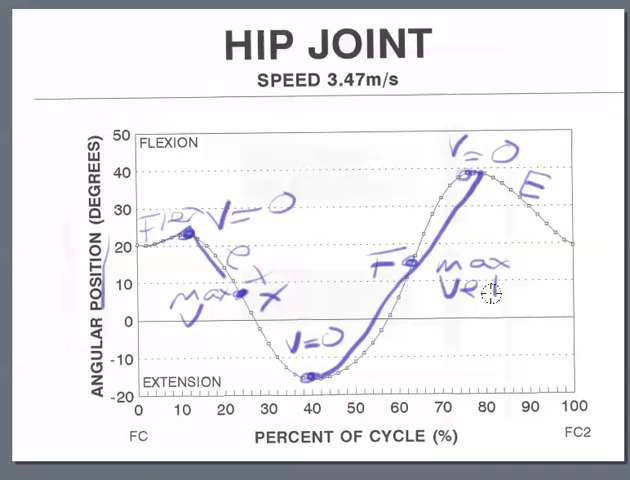 HIP JOINT
SPEED 3.47m/s
ANGULAR POSITION (DEGREES)
50
40
30
20
10
0
-10
-20
FLEXION
EXTENSION
V=0
E
Flex V=0
ex
max
V
X
F
max
Vel
V=0
0 10 20 30 40 50 60 70 80 90 100
FC
PERCENT OF CYCLE (%)
FC2